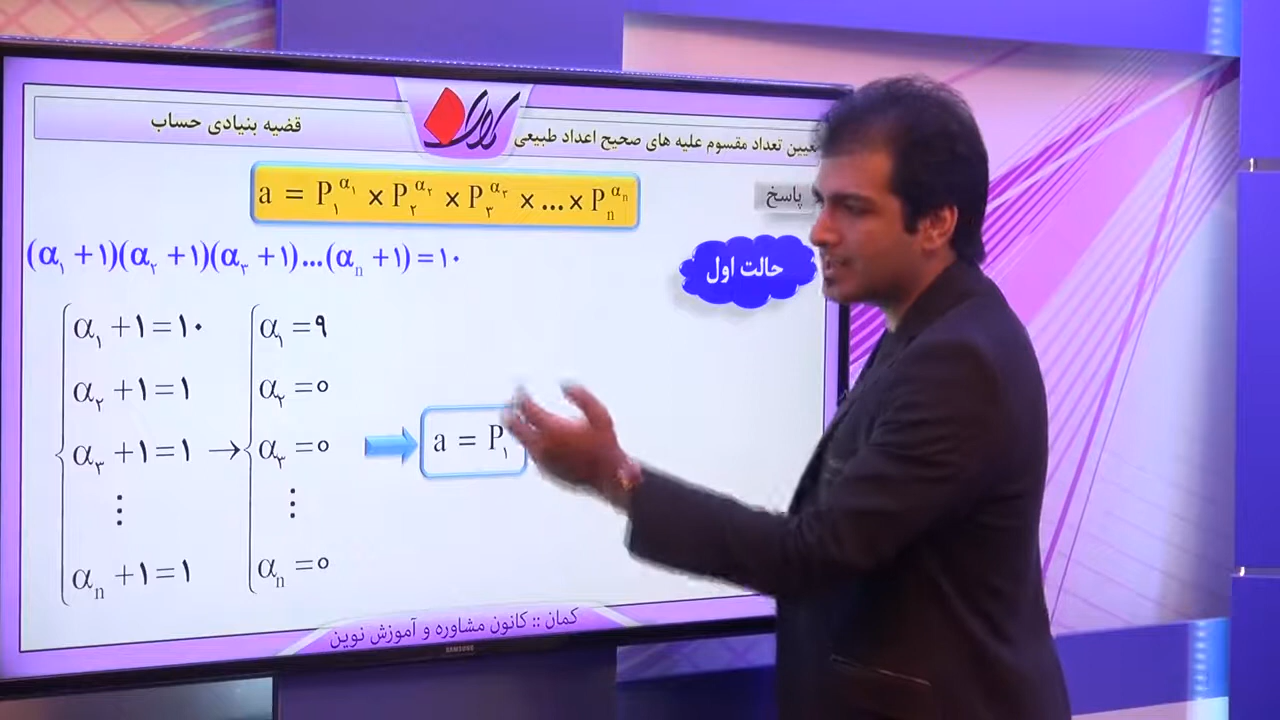 تعیین تعداد مقسوم علیه های صحیح اعداد طبیعی
قضیه بنیادی حساب
پاسخ
a = P₁^α₁ × P₂^α₂ × P₃^α₃ × ... × Pₙ^αₙ
(α₁ +۱)(α₂ +۱)(α₃ +۱)...(αₙ +۱) = ۱۰
حالت اول
α₁ +۱=۱۰
α₂ +۱=۱
α₃ +۱=۱
⋮
αₙ +۱=۱
→
α₁ =۹
α₂ =۰
α₃ =۰
⋮
αₙ =۰
a = P₁
کمان :: کانون مشاوره و آموزش نوین
SAMSUNG